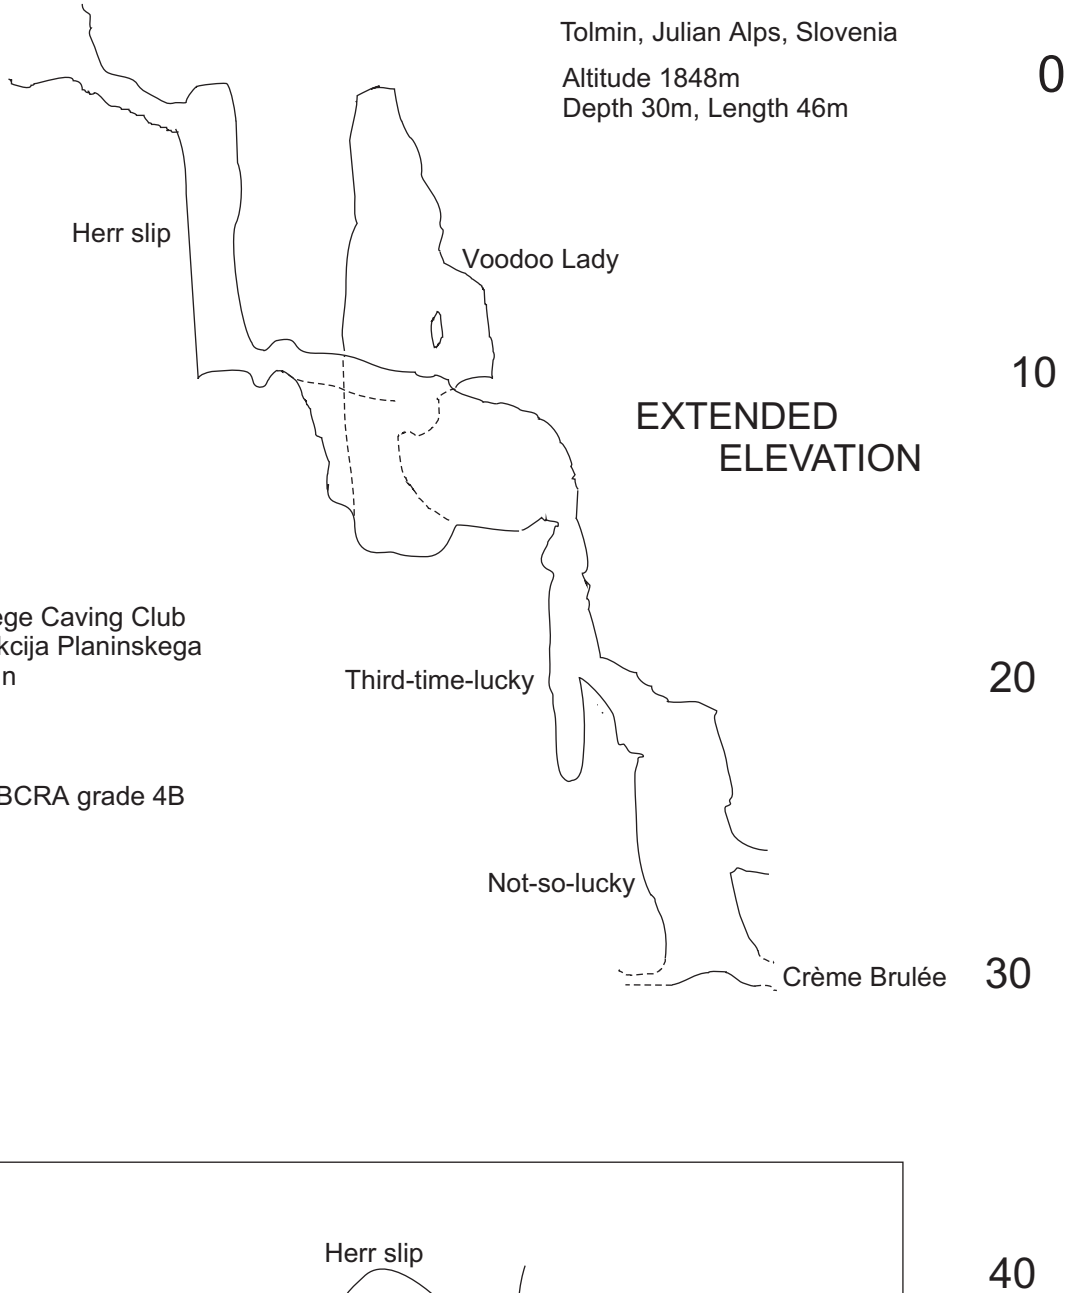 Tolmin, Julian Alps, Slovenia
0
Altitude 1848m
Depth 30m, Length 46m
Herr slip
Voodoo Lady
10
EXTENDED
ELEVATION
ege Caving Club
kcija Planinskega
n
Third-time-lucky
20
BCRA grade 4B
Not-so-lucky
Crème Brulée
30
Herr slip
40